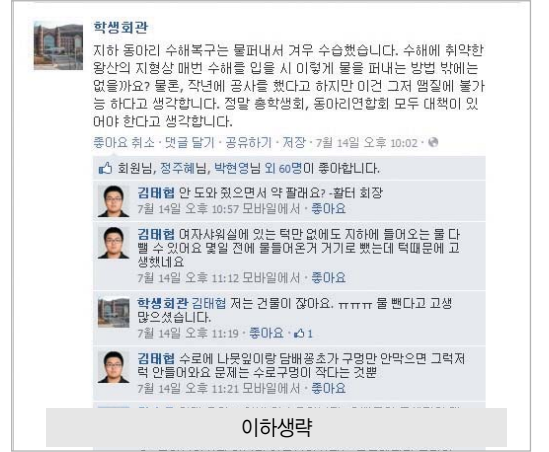 학생회관
지하 동아리 수해복구는 물퍼내서 겨우 수습했습니다. 수해에 취약한
왕산의 지형상 매번 수해를 입을 시 이렇게 물을 퍼내는 방법 밖에는
없을까요? 물론, 작년에 공사를 했다고 하지만 이건 그저 땜질에 불가
능 하다고 생각합니다. 정말 총학생회, 동아리연합회 모두 대책이 있
어야 한다고 생각합니다.
좋아요 취소 · 댓글 달기 · 공유하기 · 저장 · 7월 14일 오후 10:02 ·
회원님, 정주혜님, 박현영님 외 60명이 좋아합니다.
김태협 안 도와 줬으면서 약 팔래요? -활터 회장
7월 14일 오후 10:57 모바일에서 · 좋아요
김태협 여자샤워실에 있는 턱만 없에도 지하에 들어오는 물 다
뺄 수 있어요 몇일 전에 물들어온거 거기로 뺐는데 턱때문에 고
생했네요
7월 14일 오후 11:12 모바일에서 · 좋아요
학생회관 김태협 저는 건물이 잖아요. ㅠㅠㅠ 물 뺀다고 고생
많으셨습니다.
7월 14일 오후 11:19 · 좋아요 · 1
김태협 수로에 나뭇잎이랑 담배꽁초가 구멍만 안막으면 그럭저
럭 안들어와요 문제는 수로구멍이 작다는 것뿐
7월 14일 오후 11:21 모바일에서 · 좋아요
이하생략